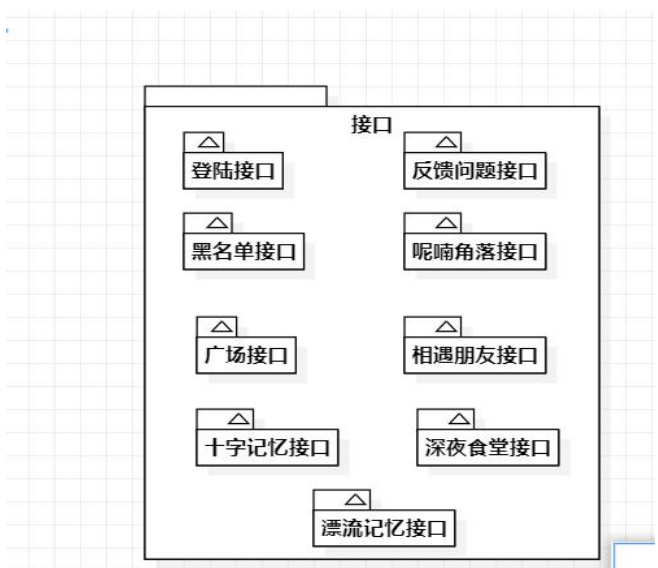 接口
登陆接口
反馈问题接口
黑名单接口
呢喃角落接口
广场接口
相遇朋友接口
十字记忆接口
深夜食堂接口
漂流记忆接口